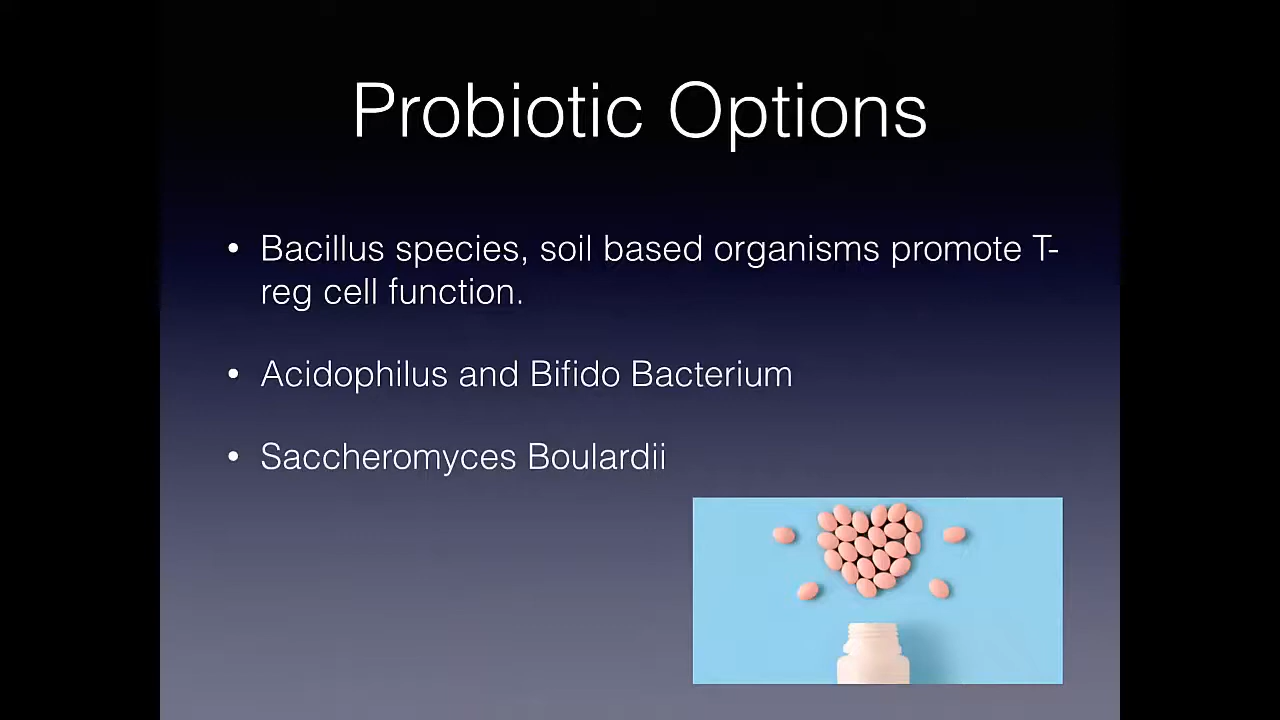 Probiotic Options
• Bacillus species, soil based organisms promote T-
reg cell function.
• Acidophilus and Bifido Bacterium
• Saccheromyces Boulardii